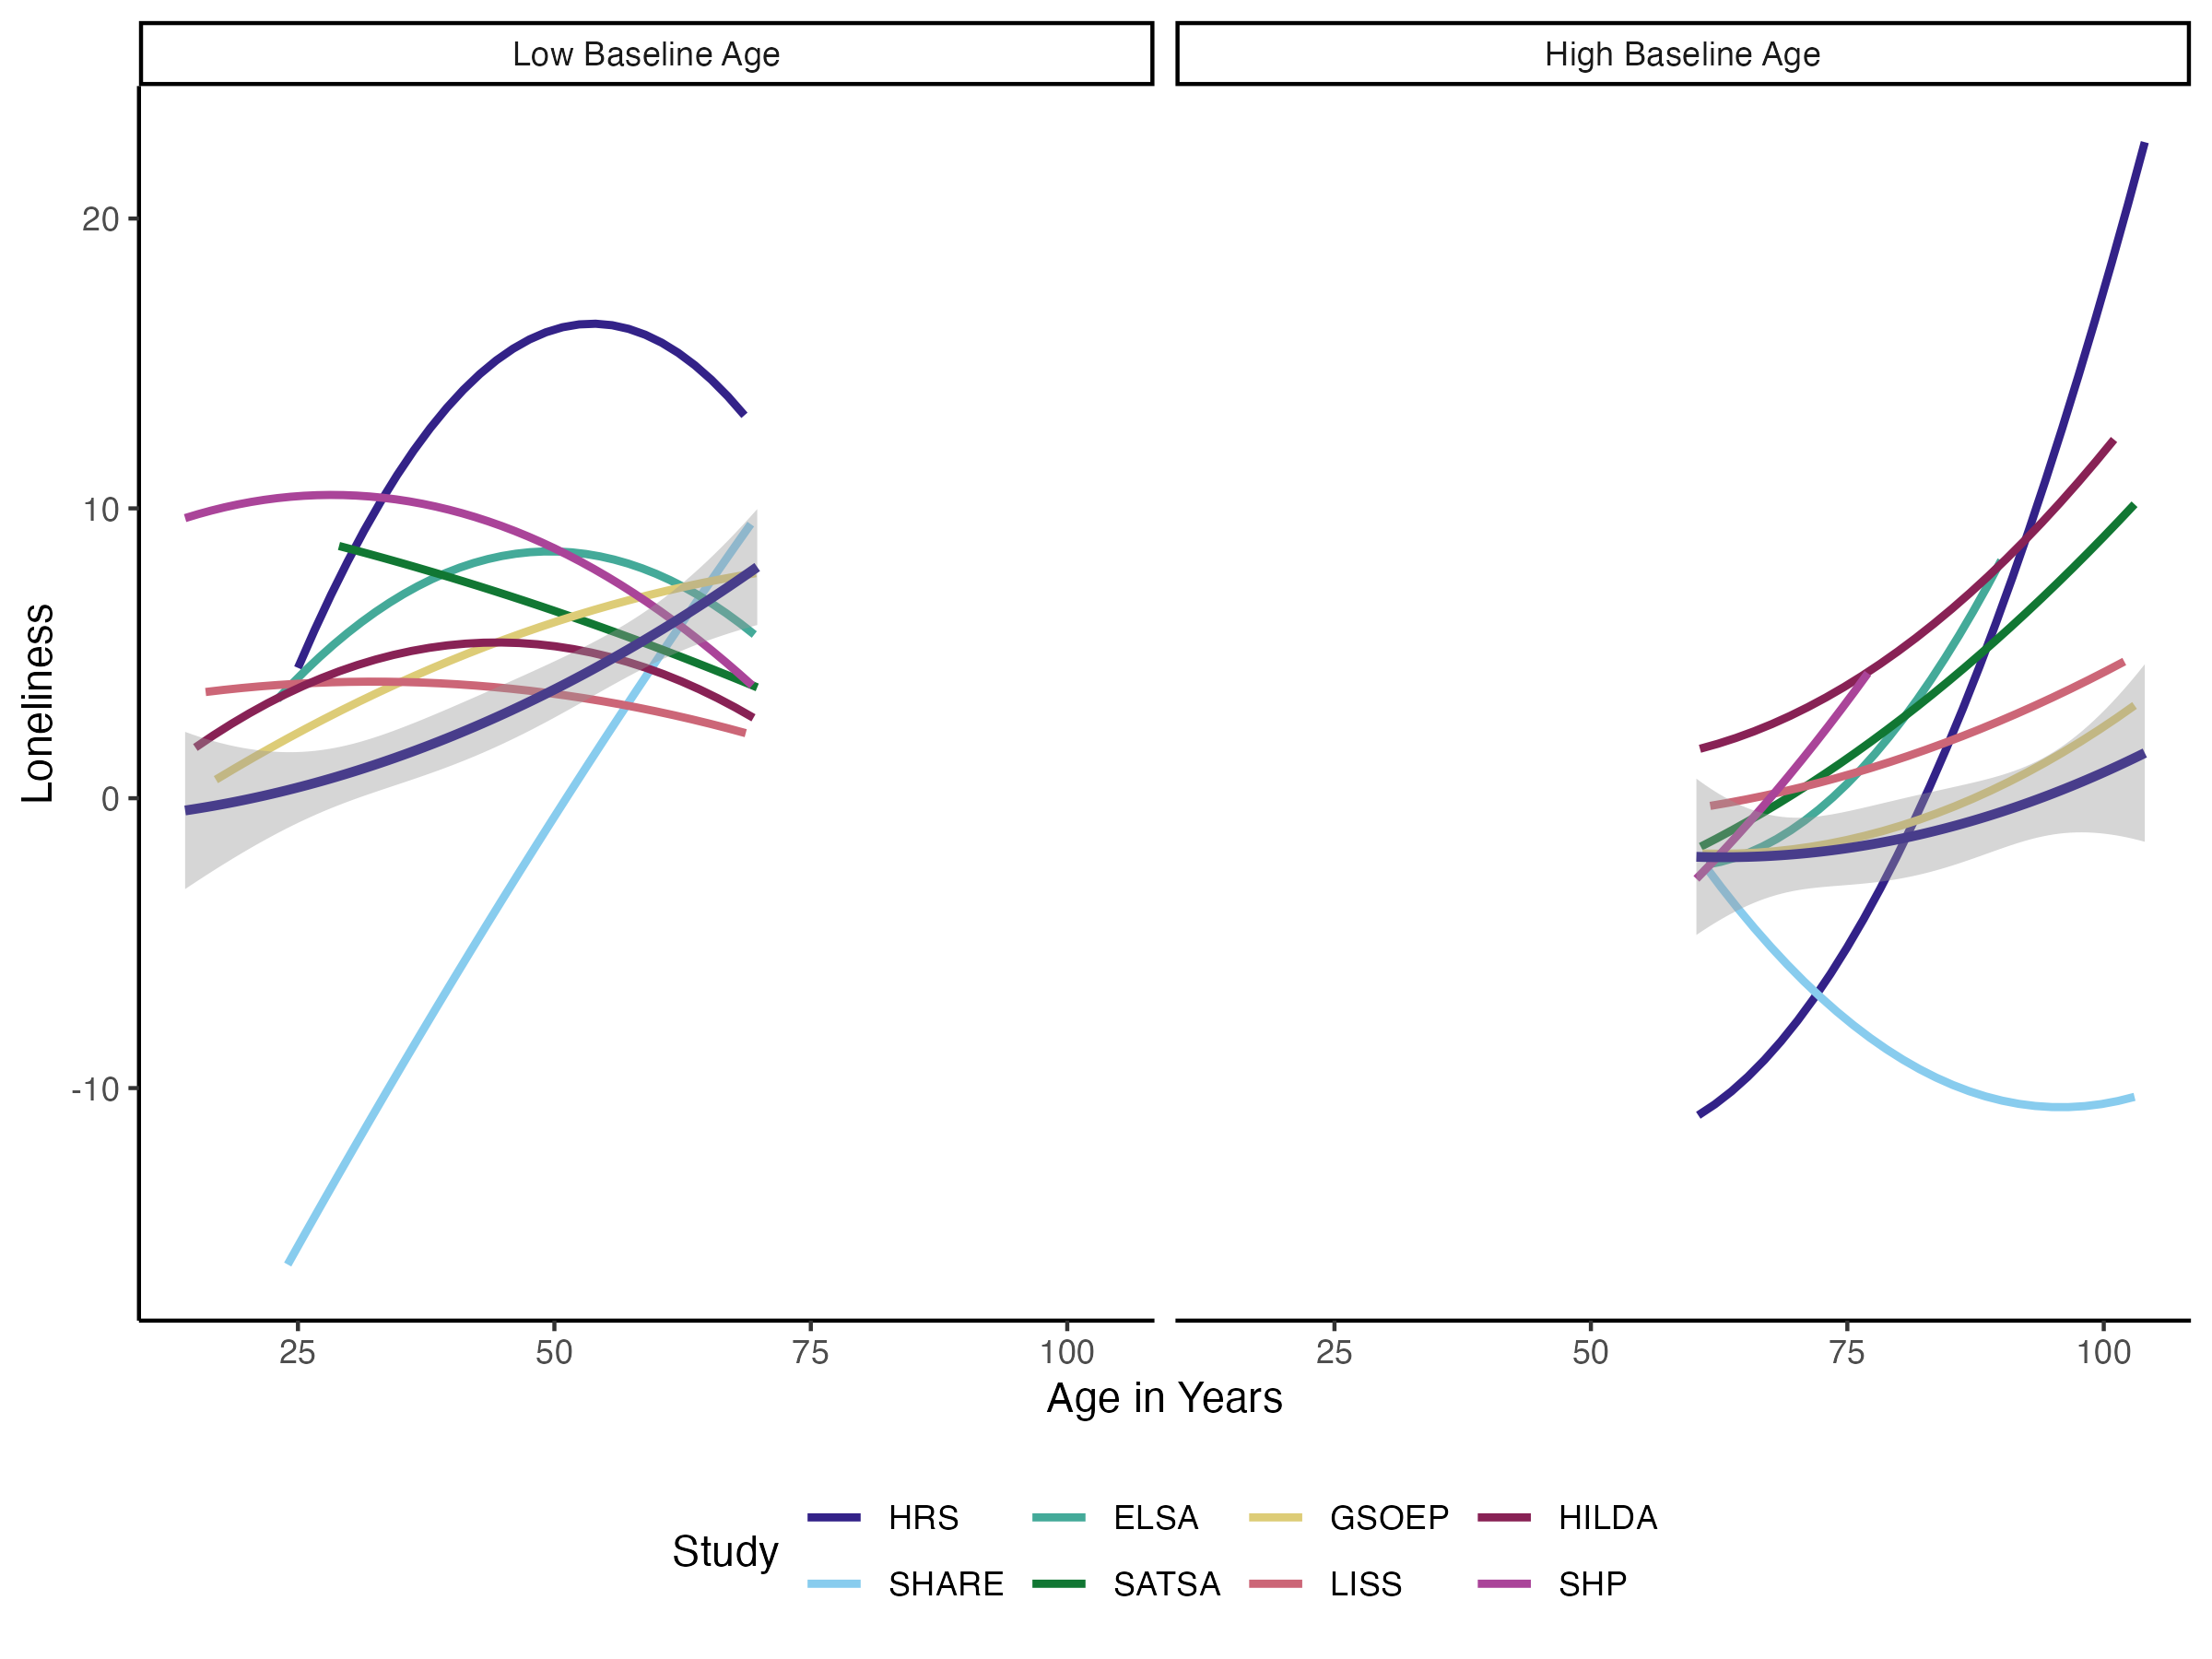 Low Baseline Age
High Baseline Age
Loneliness
20
10
0
-10
25 50 75 100
25 50 75 100
Age in Years
Study
HRS ELSA GSOEP HILDA
SHARE SATSA LISS SHP